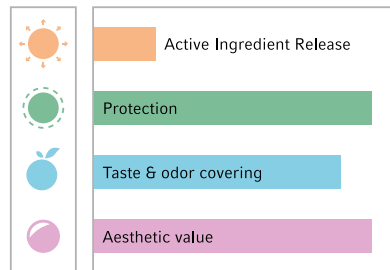 Active Ingredient Release
Protection
Taste & odor covering
Aesthetic value